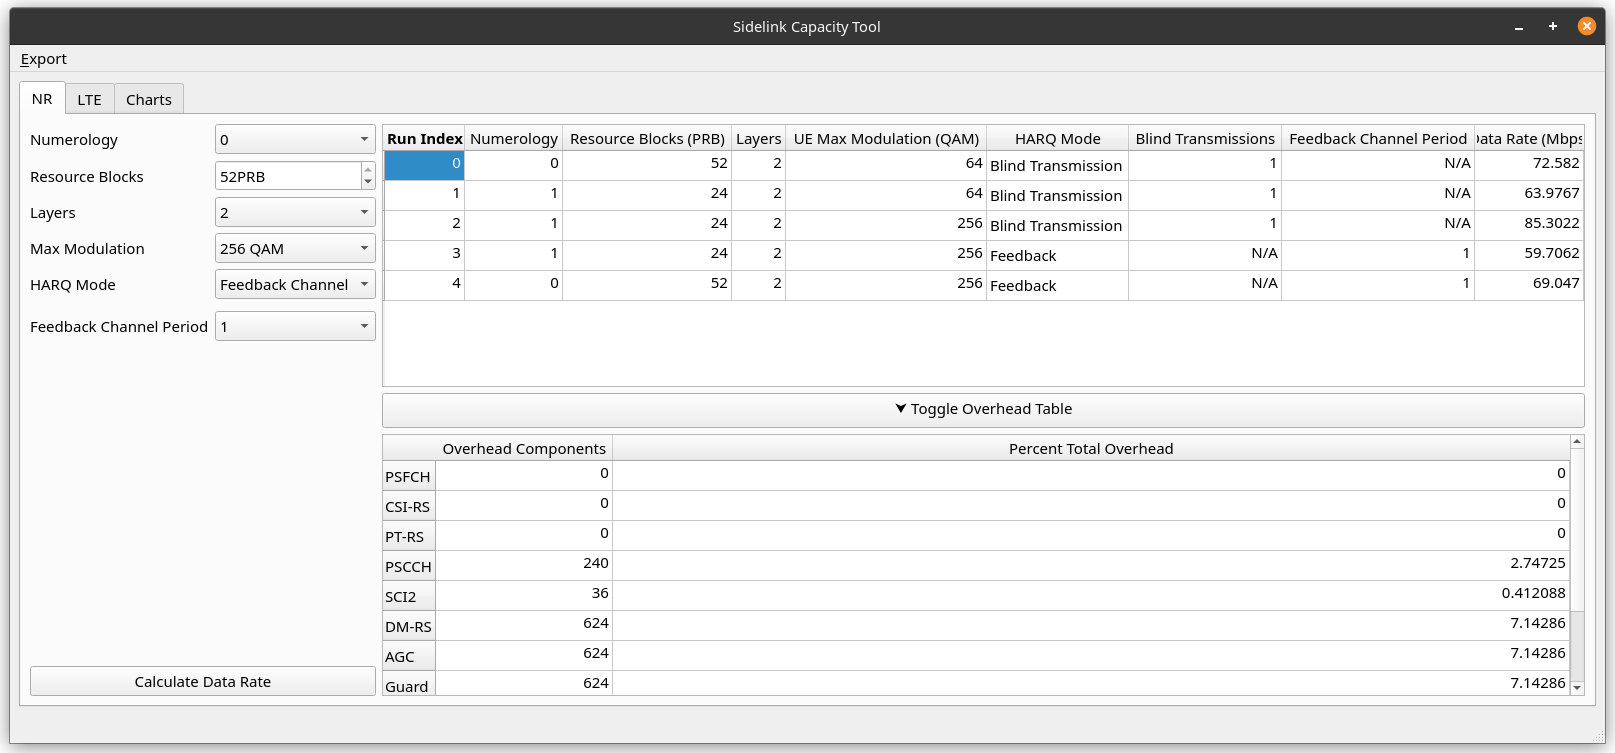 Sidelink Capacity Tool
Export
NR LTE Charts
Numerology 0
Resource Blocks 52PRB
Layers 2
Max Modulation 256 QAM
HARQ Mode Feedback Channel
Feedback Channel Period 1
Calculate Data Rate
Run Index Numerology Resource Blocks (PRB) Layers UE Max Modulation (QAM) HARQ Mode Blind Transmissions Feedback Channel Period Data Rate (Mbps
0 0 52 2 64 Blind Transmission 1 N/A 72.582
1 1 24 2 64 Blind Transmission 1 N/A 63.9767
2 1 24 2 256 Blind Transmission 1 N/A 85.3022
3 1 24 2 256 Feedback N/A 1 59.7062
4 0 52 2 256 Feedback N/A 1 69.047
Toggle Overhead Table
Overhead Components Percent Total Overhead
PSFCH 0 0
CSI-RS 0 0
PT-RS 0 0
PSCCH 240 2.74725
SCI2 36 0.412088
DM-RS 624 7.14286
AGC 624 7.14286
Guard 624 7.14286